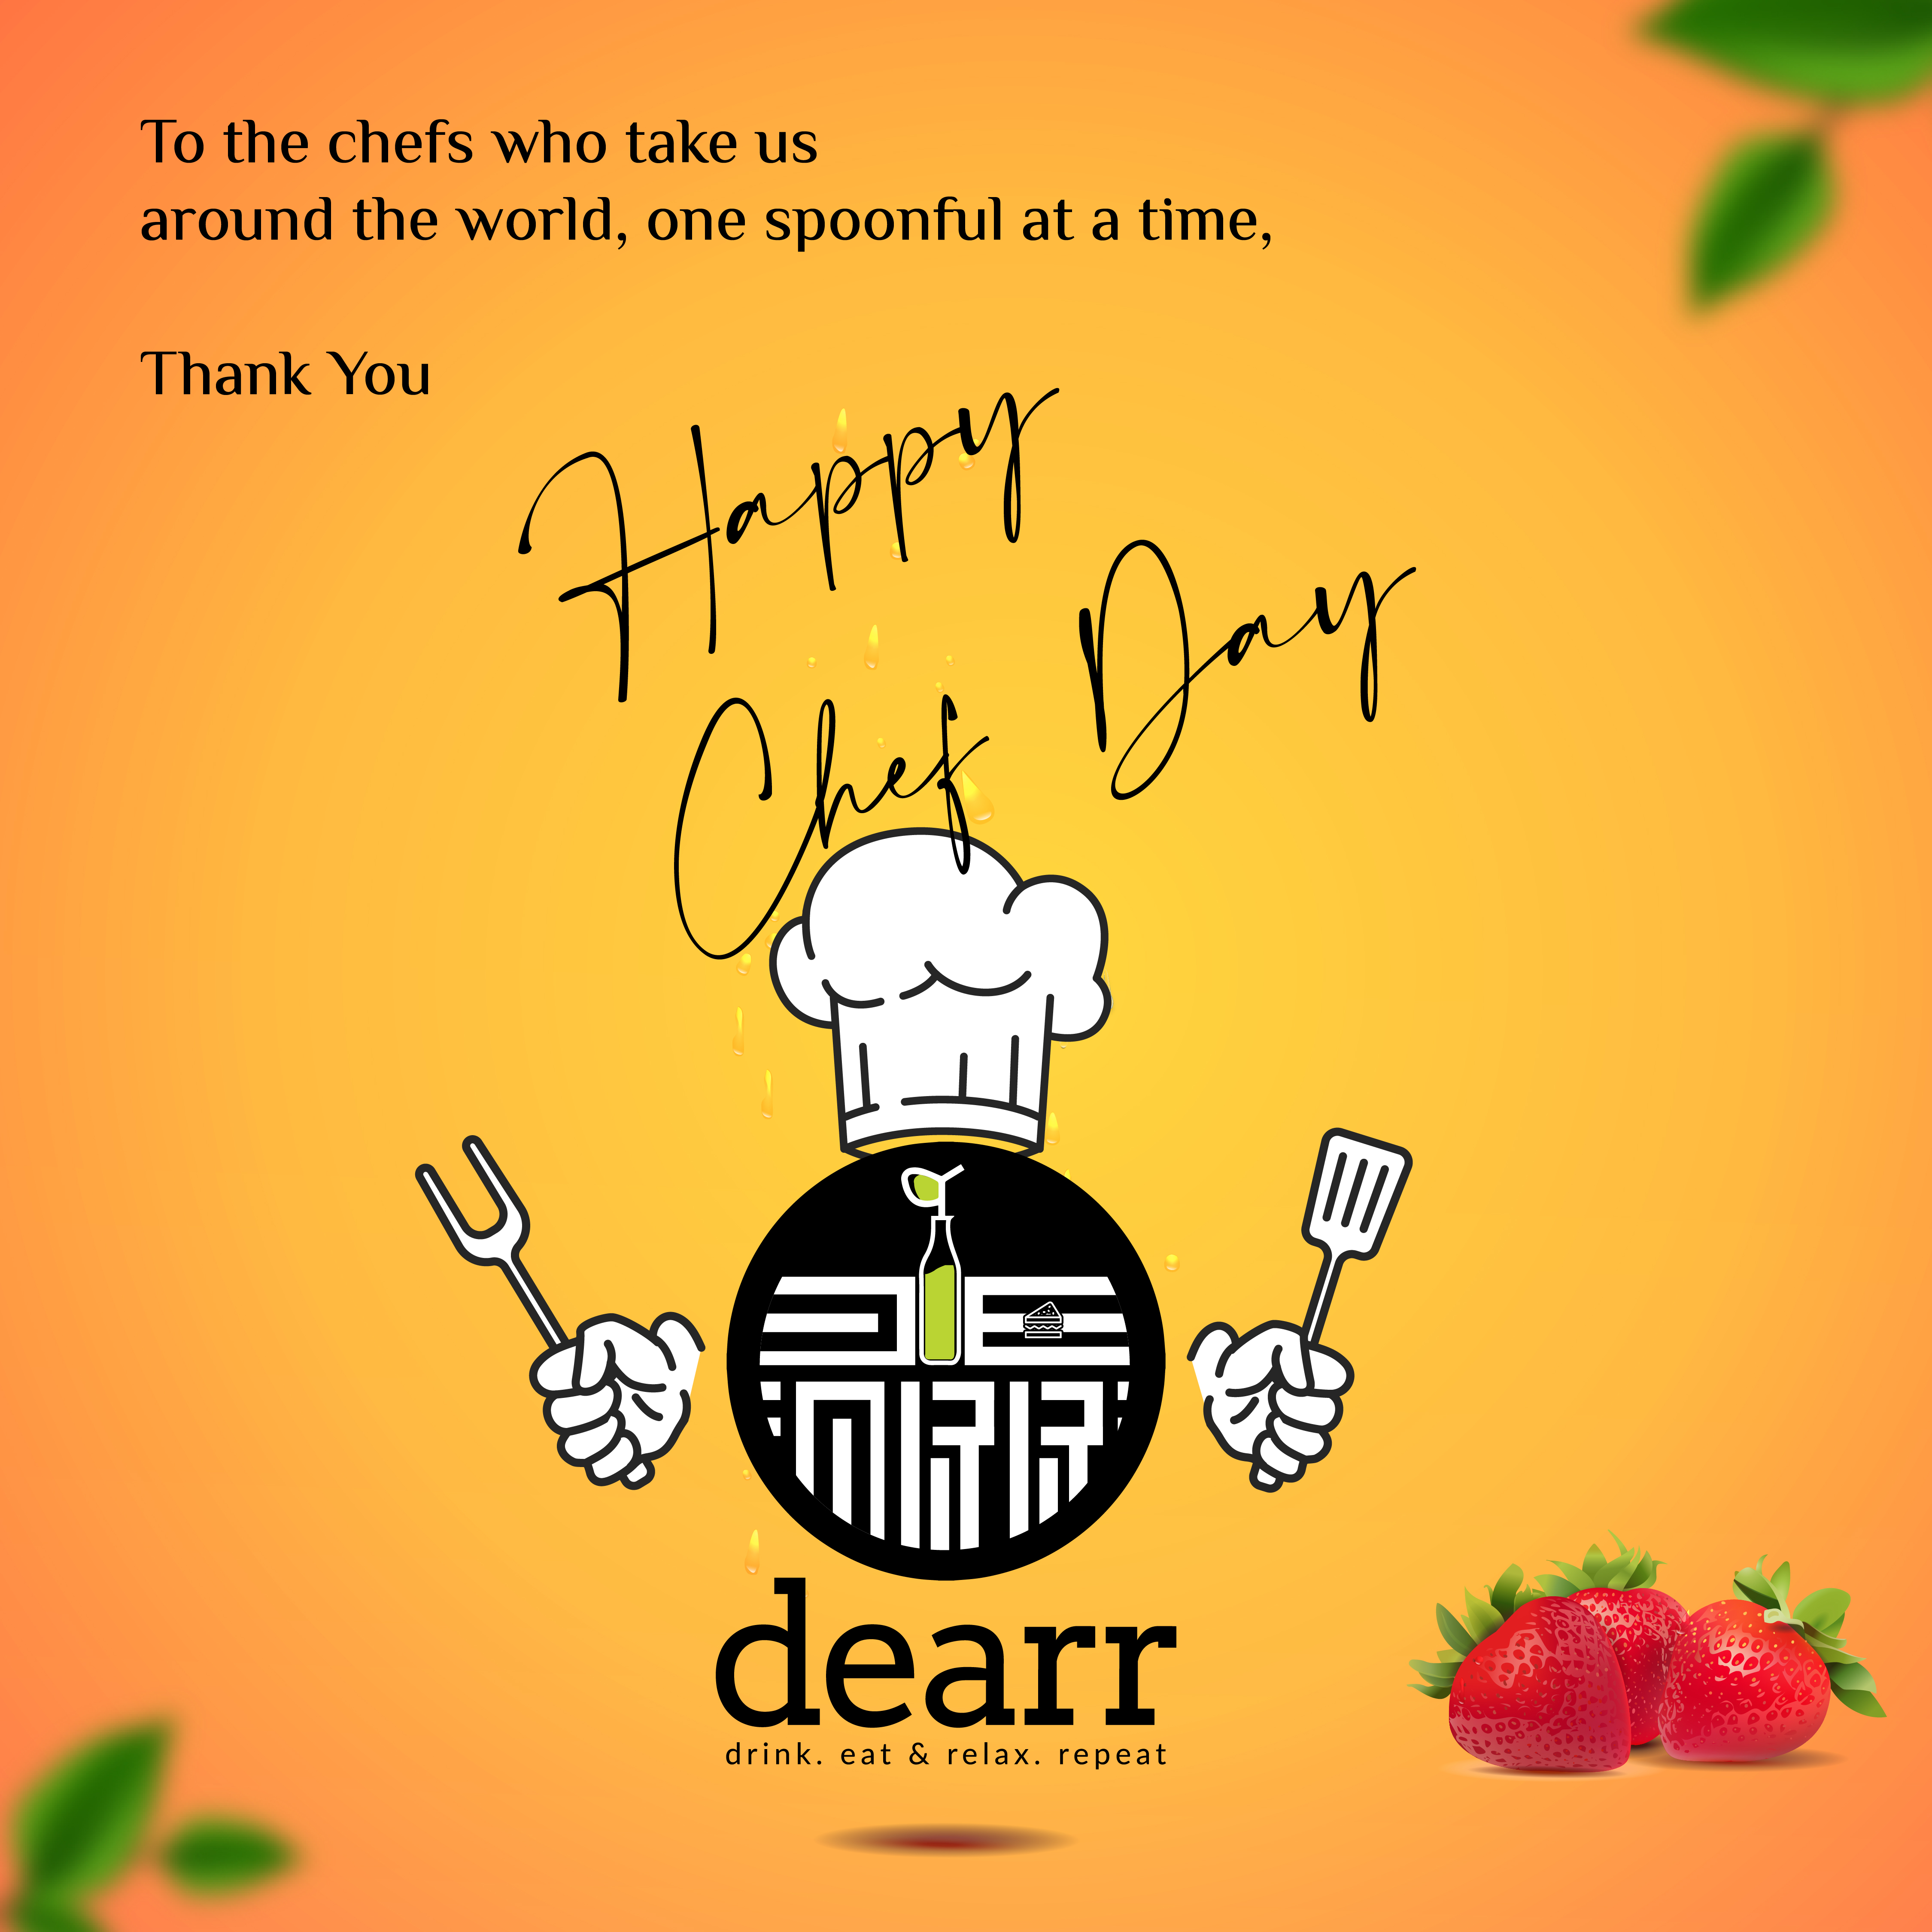 To the chefs who take us
around the world, one spoonful at a time,
Thank You
Happy
Chef Day
dearr
drink. eat & relax. repeat